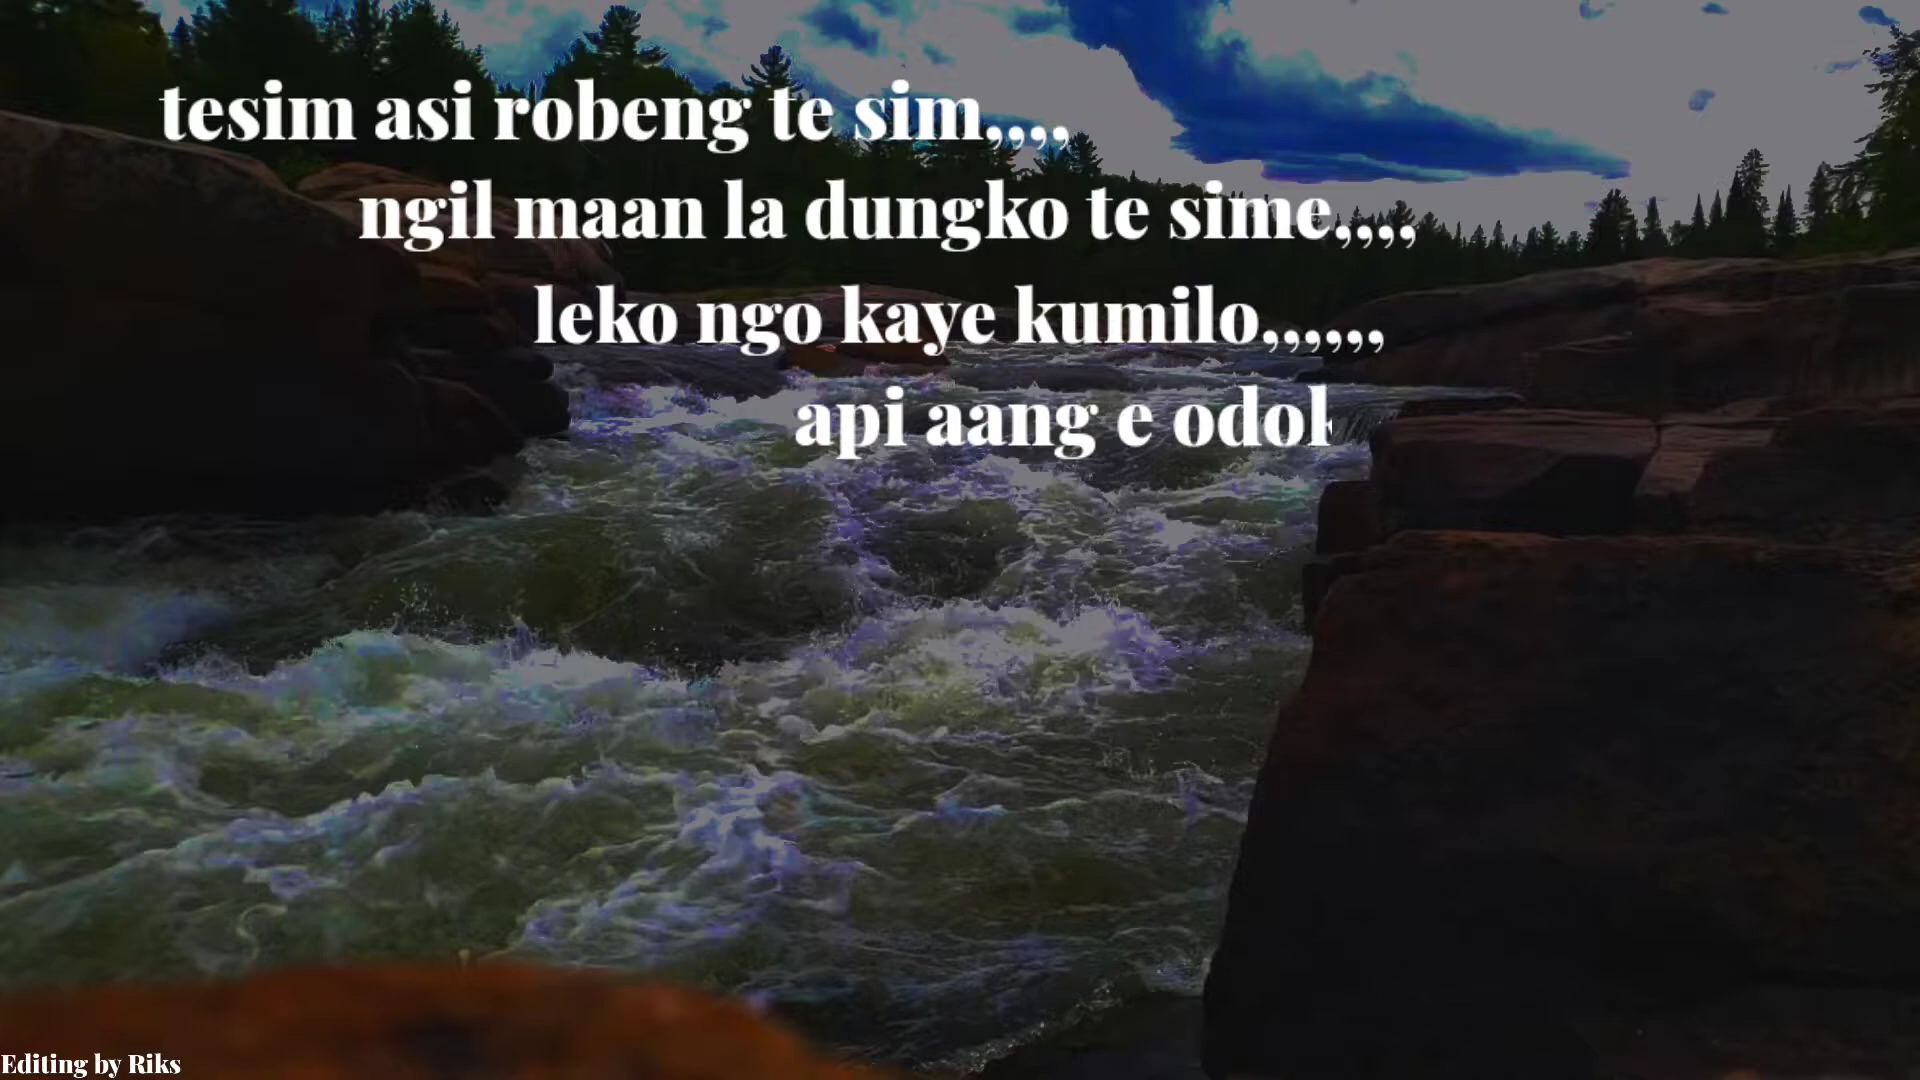 tesim asi robeng te sim,,,,
ngil maan la dungko te sime,,,,
leko ngo kaye kumilo,,,,,,
api aang e
Editing by Riks